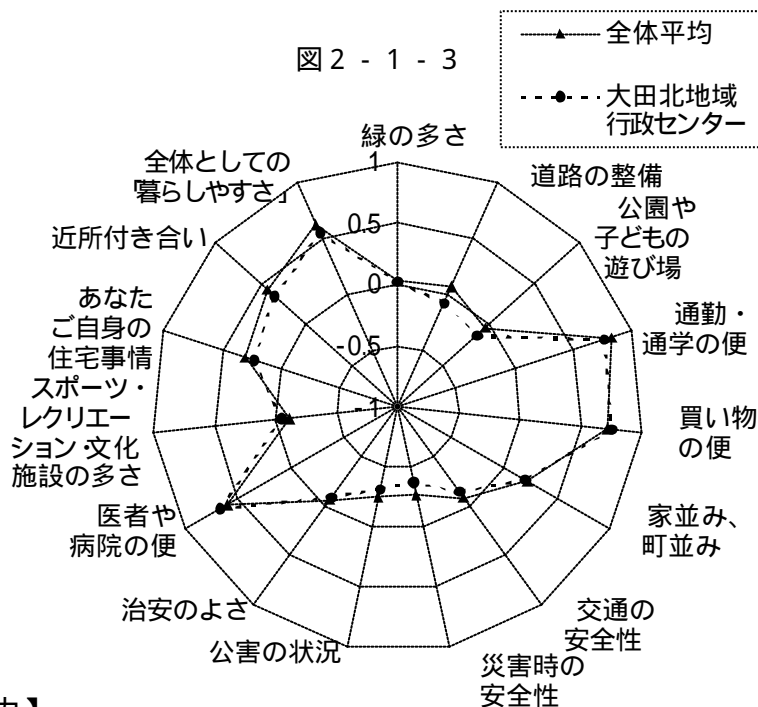 図2-1-3
全体平均
大田北地域
行政センター
緑の多さ
道路の整備
公園や
子どもの
遊び場
通勤・
通学の便
買い物
の便
家並み、
町並み
交通の
安全性
災害時の
安全性
公害の状況
治安のよさ
医者や
病院の便
スポーツ・
レクリエー
ション・文化
施設の多さ
あなた
ご自身の
住宅事情
近所付き合い
全体としての
「暮らしやすさ」
1
0.5
0
-0.5
-1